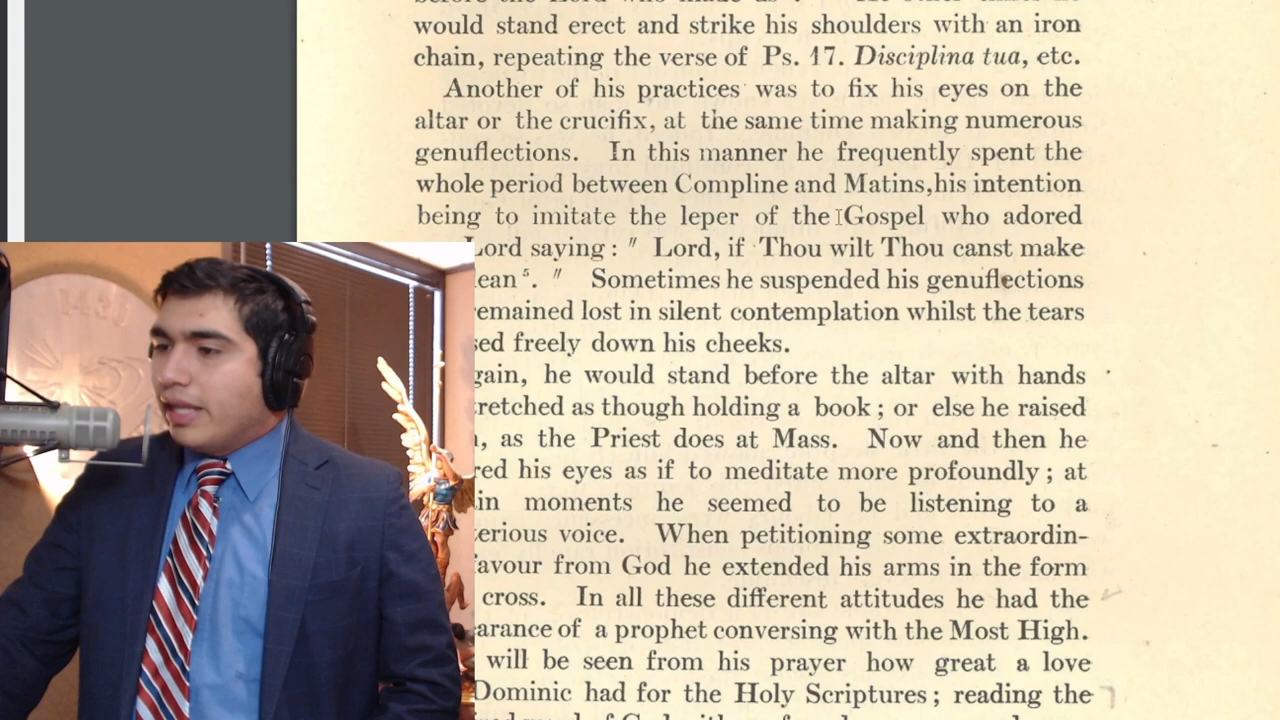 would stand erect and strike his shoulders with an iron
chain, repeating the verse of Ps. 17. Disciplina tua, etc.
Another of his practices was to fix his eyes on the
altar or the crucifix, at the same time making numerous
genuflections. In this manner he frequently spent the
whole period between Compline and Matins, his intention
being to imitate the leper of the Gospel who adored
Lord saying : " Lord, if Thou wilt Thou canst make
ean 5. " Sometimes he suspended his genuflections
emained lost in silent contemplation whilst the tears
sed freely down his cheeks.
gain, he would stand before the altar with hands
tretched as though holding a book ; or else he raised
, as the Priest does at Mass. Now and then he
red his eyes as if to meditate more profoundly ; at
in moments he seemed to be listening to a
terious voice. When petitioning some extraordin-
avour from God he extended his arms in the form
cross. In all these different attitudes he had the
arance of a prophet conversing with the Most High.
will be seen from his prayer how great a love
Dominic had for the Holy Scriptures ; reading the
1430